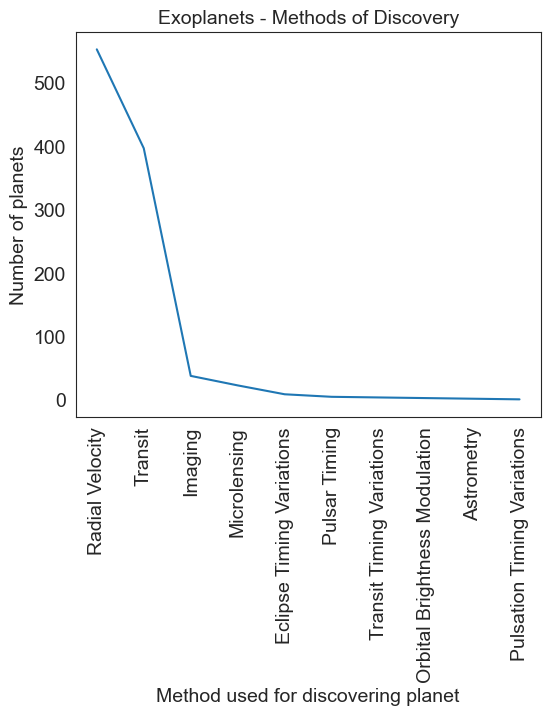 Exoplanets - Methods of Discovery
Number of planets
500
400
300
200
100
0
Radial Velocity
Transit
Imaging
Microlensing
Eclipse Timing Variations
Pulsar Timing
Transit Timing Variations
Orbital Brightness Modulation
Astrometry
Pulsation Timing Variations
Method used for discovering planet